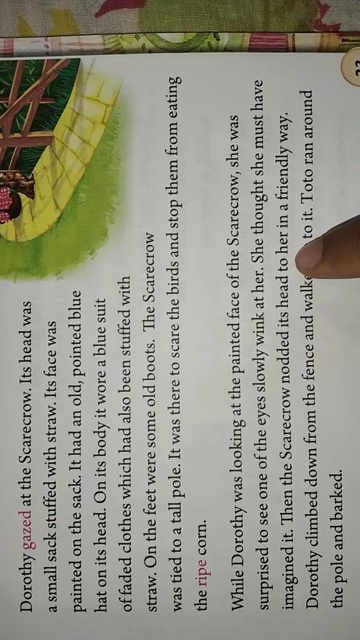 Dorothy gazed at the Scarecrow. Its head was
a small sack stuffed with straw. Its face was
painted on the sack. It had an old, pointed blue
hat on its head. On its body it wore a blue suit
of faded clothes which had also been stuffed with
straw. On the feet were some old boots. The Scarecrow
was tied to a tall pole. It was there to scare the birds and stop them from eating
the ripe corn.
While Dorothy was looking at the painted face of the Scarecrow, she was
surprised to see one of the eyes slowly wink at her. She thought she must have
imagined it. Then the Scarecrow nodded its head to her in a friendly way.
Dorothy climbed down from the fence and walke to it. Toto ran around
the pole and barked.